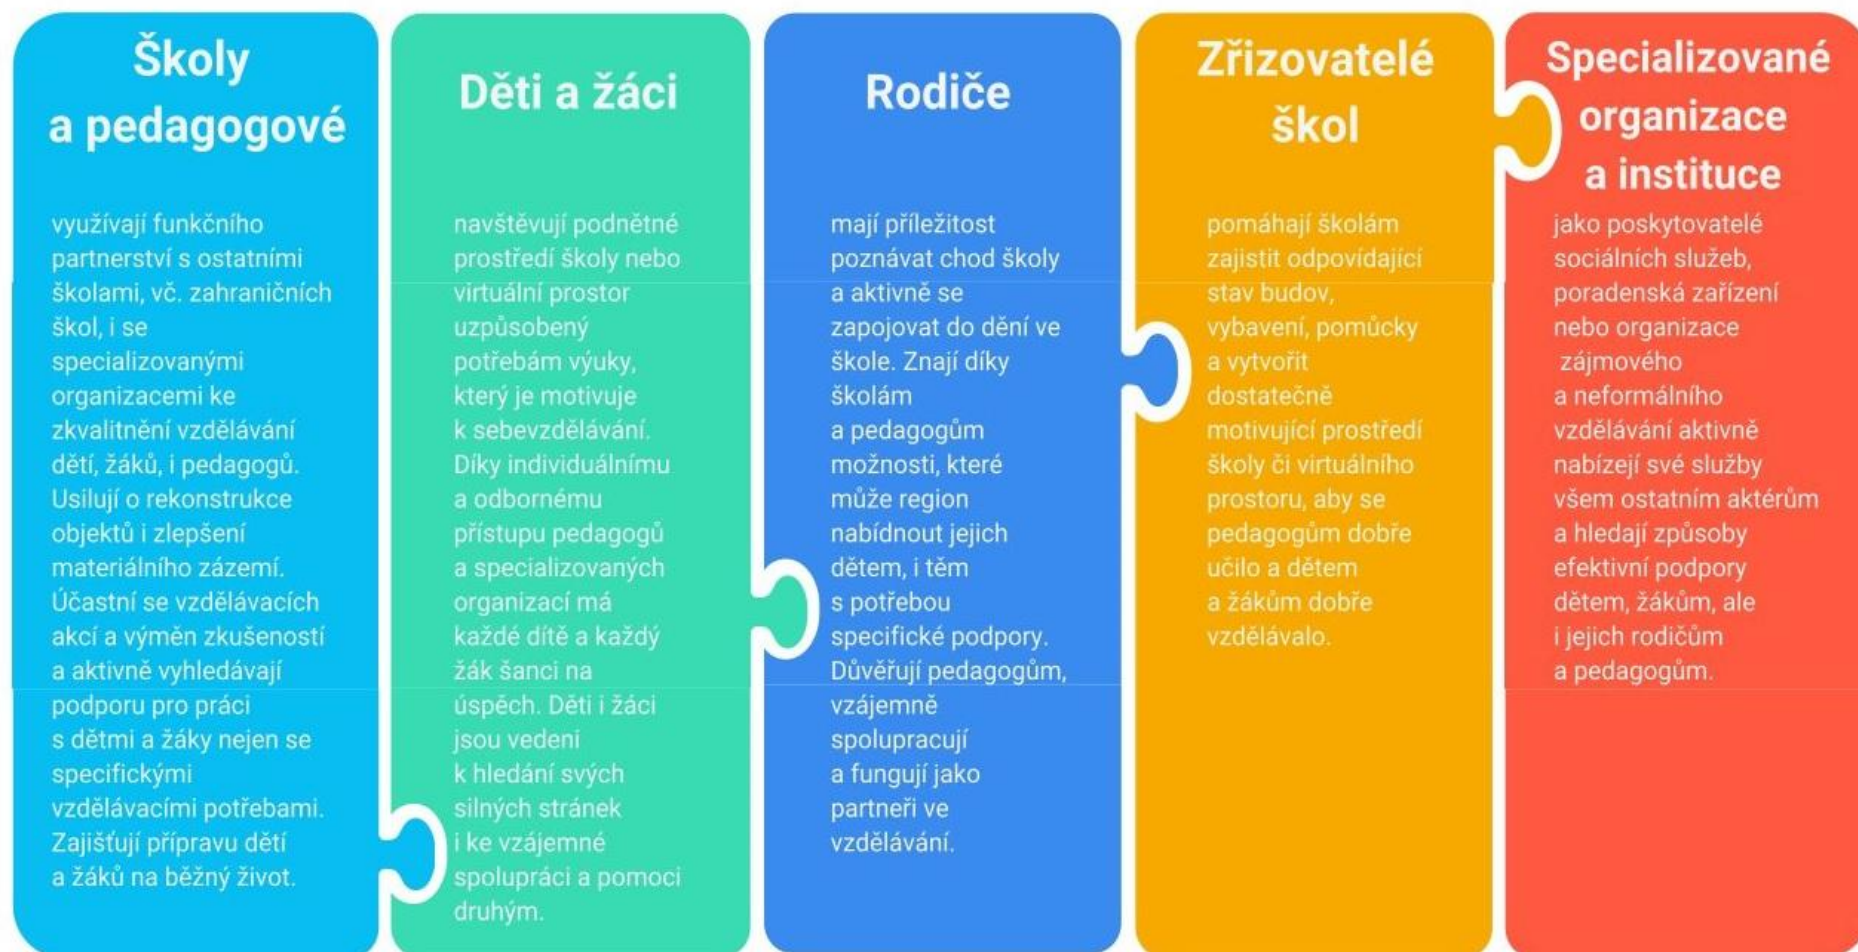 Školy
a pedagogové
využívají funkčního
partnerství s ostatními
školami, vč. zahraničních
škol, i se
specializovanými
organizacemi ke
zkvalitnění vzdělávání
dětí, žáků, i pedagogů.
Usilují o rekonstrukce
objektů i zlepšení
materiálního zázemí.
Účastní se vzdělávacích
akcí a výměn zkušeností
a aktivně vyhledávají
podporu pro práci
s dětmi a žáky nejen se
specifickými
vzdělávacími potřebami.
Zajišťují přípravu dětí
a žáků na běžný život.
Děti a žáci
navštěvují podnětné
prostředí školy nebo
virtuální prostor
uzpůsobený
potřebám výuky,
který je motivuje
k sebevzdělávání.
Díky individuálnímu
a odbornému
přístupu pedagogů
a specializovaných
organizací má
každé dítě a každý
žák šanci na
úspěch. Děti i žáci
jsou vedeni
k hledání svých
silných stránek
i ke vzájemné
spolupráci a pomoci
druhým.
Rodiče
mají příležitost
poznávat chod školy
a aktivně se
zapojovat do dění ve
škole. Znají díky
školám
a pedagogům
možnosti, které
může region
nabídnout jejich
dětem, i těm
s potřebou
specifické podpory.
Důvěřují pedagogům,
vzájemně
spolupracují
a fungují jako
partneři ve
vzdělávání.
Zřizovatelé
škol
pomáhají školám
zajistit odpovídající
stav budov,
vybavení, pomůcky
a vytvořit
dostatečně
motivující prostředí
školy či virtuálního
prostoru, aby se
pedagogům dobře
učilo a dětem
a žákům dobře
vzdělávalo.
Specializované
organizace
a instituce
jako poskytovatelé
sociálních služeb,
poradenská zařízení
nebo organizace
zájmového
a neformálního
vzdělávání aktivně
nabízejí své služby
všem ostatním aktérům
a hledají způsoby
efektivní podpory
dětem, žákům, ale
i jejich rodičům
a pedagogům.